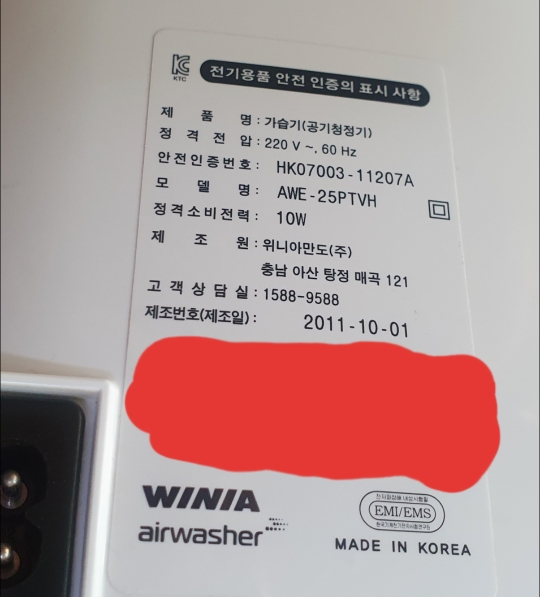 KTC
전기용품 안전 인증의 표시 사항
제 품 명 : 가습기(공기청정기)
정 격 전 압 : 220 V ~, 60 Hz
안전인증번호 : HK07003-11207A
모 델 명 : AWE-25PTVH
정격소비전력 : 10W
제 조 원 : 위니아만도(주)
충남 아산 탕정 매곡 121
고 객 상 담 실 : 1588-9588
제조번호(제조일) : 2011-10-01
WINIA
airwasher
EMI/EMS
MADE IN KOREA